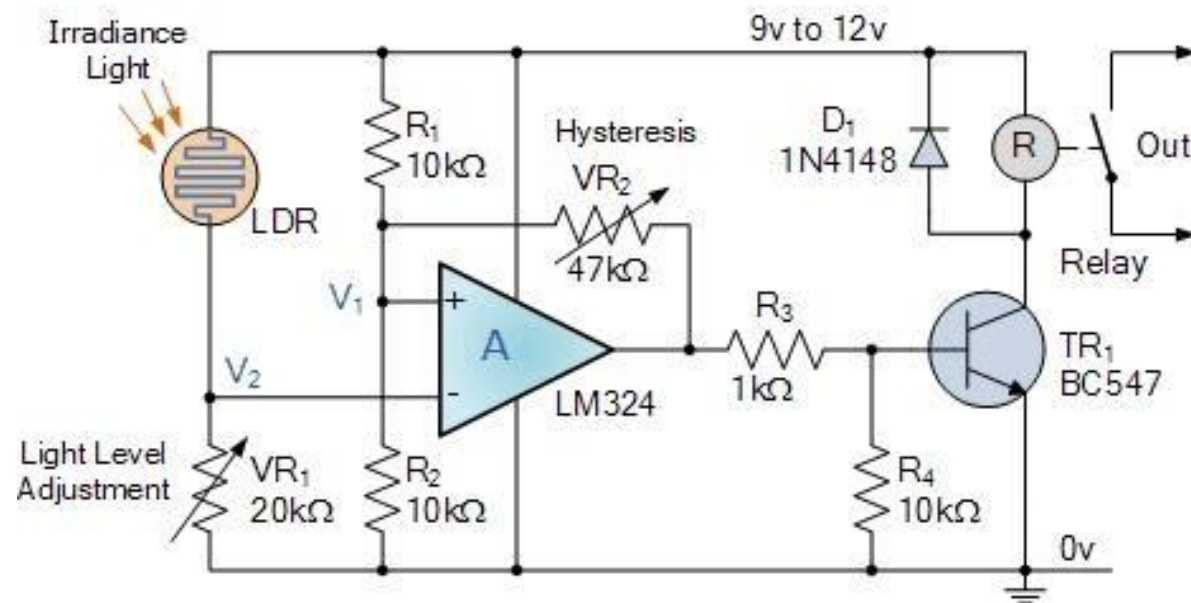 Irradiance
Light
9v to 12v
R1
10kΩ
Hysteresis
VR2
47kΩ
D1
1N4148
R
Out
LDR
Relay
V1
+
A
-
LM324
R3
1kΩ
TR1
BC547
V2
Light Level
Adjustment
VR1
20kΩ
R2
10kΩ
R4
10kΩ
0v